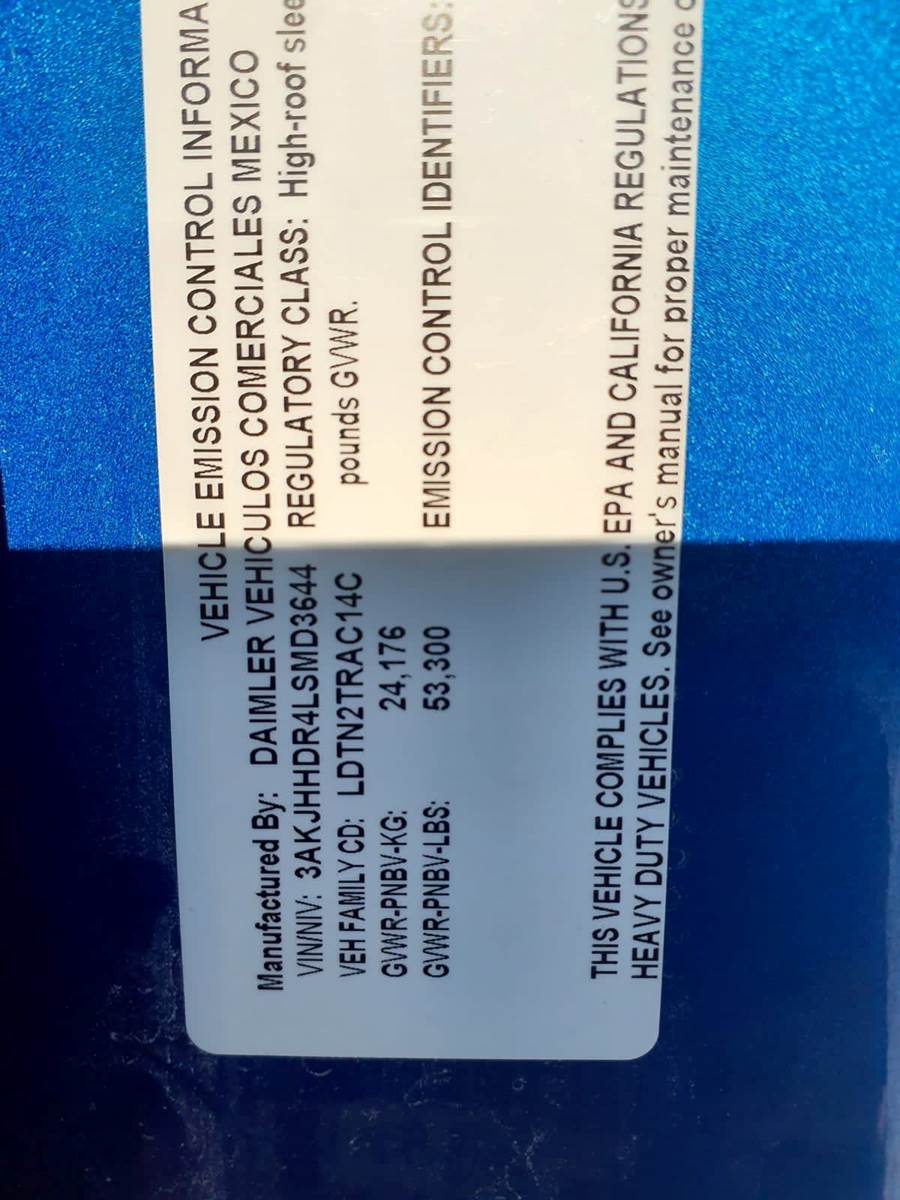 VEHICLE EMISSION CONTROL INFORMA
Manufactured By: DAIMLER VEHICULOS COMERCIALES MEXICO
VIN/NIV: 3AKJHHDR4LSMD3644 REGULATORY CLASS: High-roof slee
VEH FAMILY CD: LDTN2TRAC14C pounds GVWR.
GVWR-PNBV-KG: 24,176
GVWR-PNBV-LBS: 53,300 EMISSION CONTROL IDENTIFIERS:
THIS VEHICLE COMPLIES WITH U.S. EPA AND CALIFORNIA REGULATIONS
HEAVY DUTY VEHICLES. See owner's manual for proper maintenance